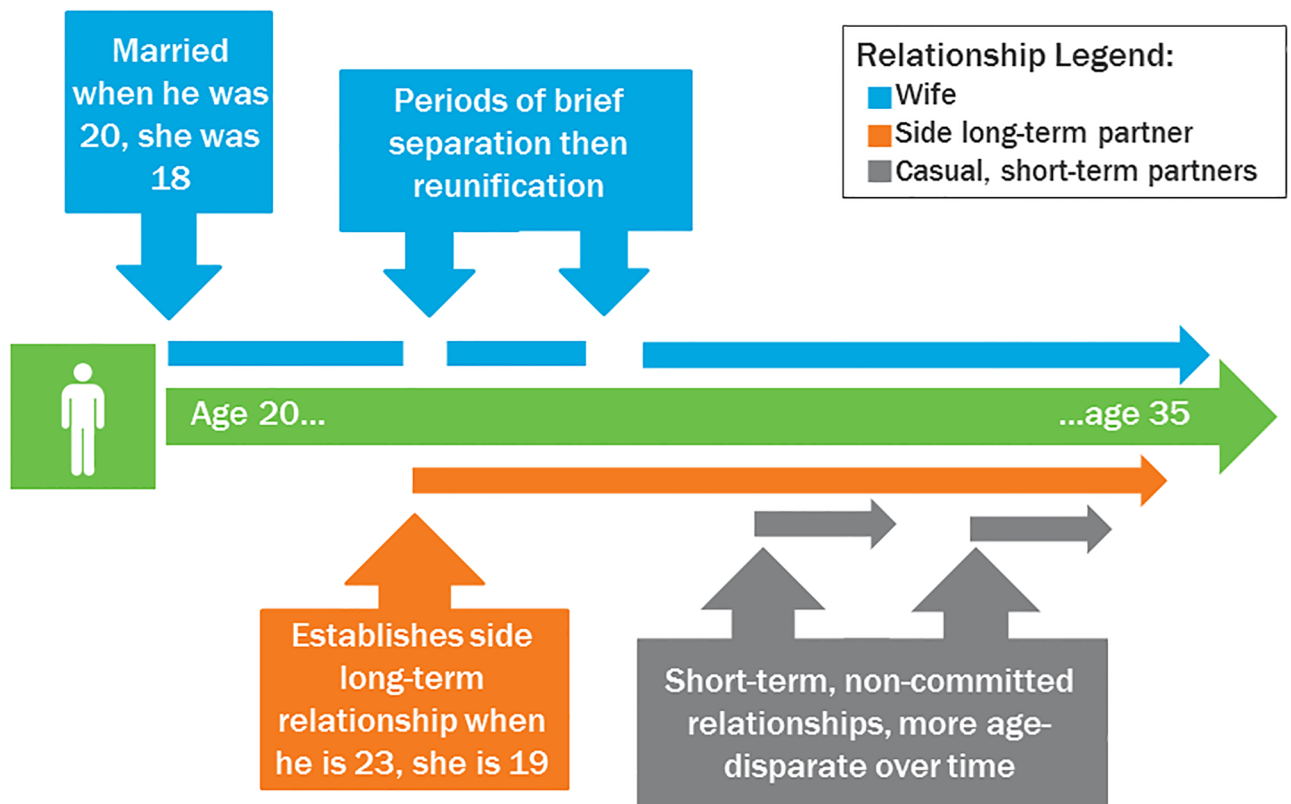 Married
when he was
20, she was
18
Periods of brief
separation then
reunification
Relationship Legend:
Wife
Side long-term partner
Casual, short-term partners
Age 20...
...age 35
Establishes side
long-term
relationship when
he is 23, she is 19
Short-term, non-committed
relationships, more age-
disparate over time